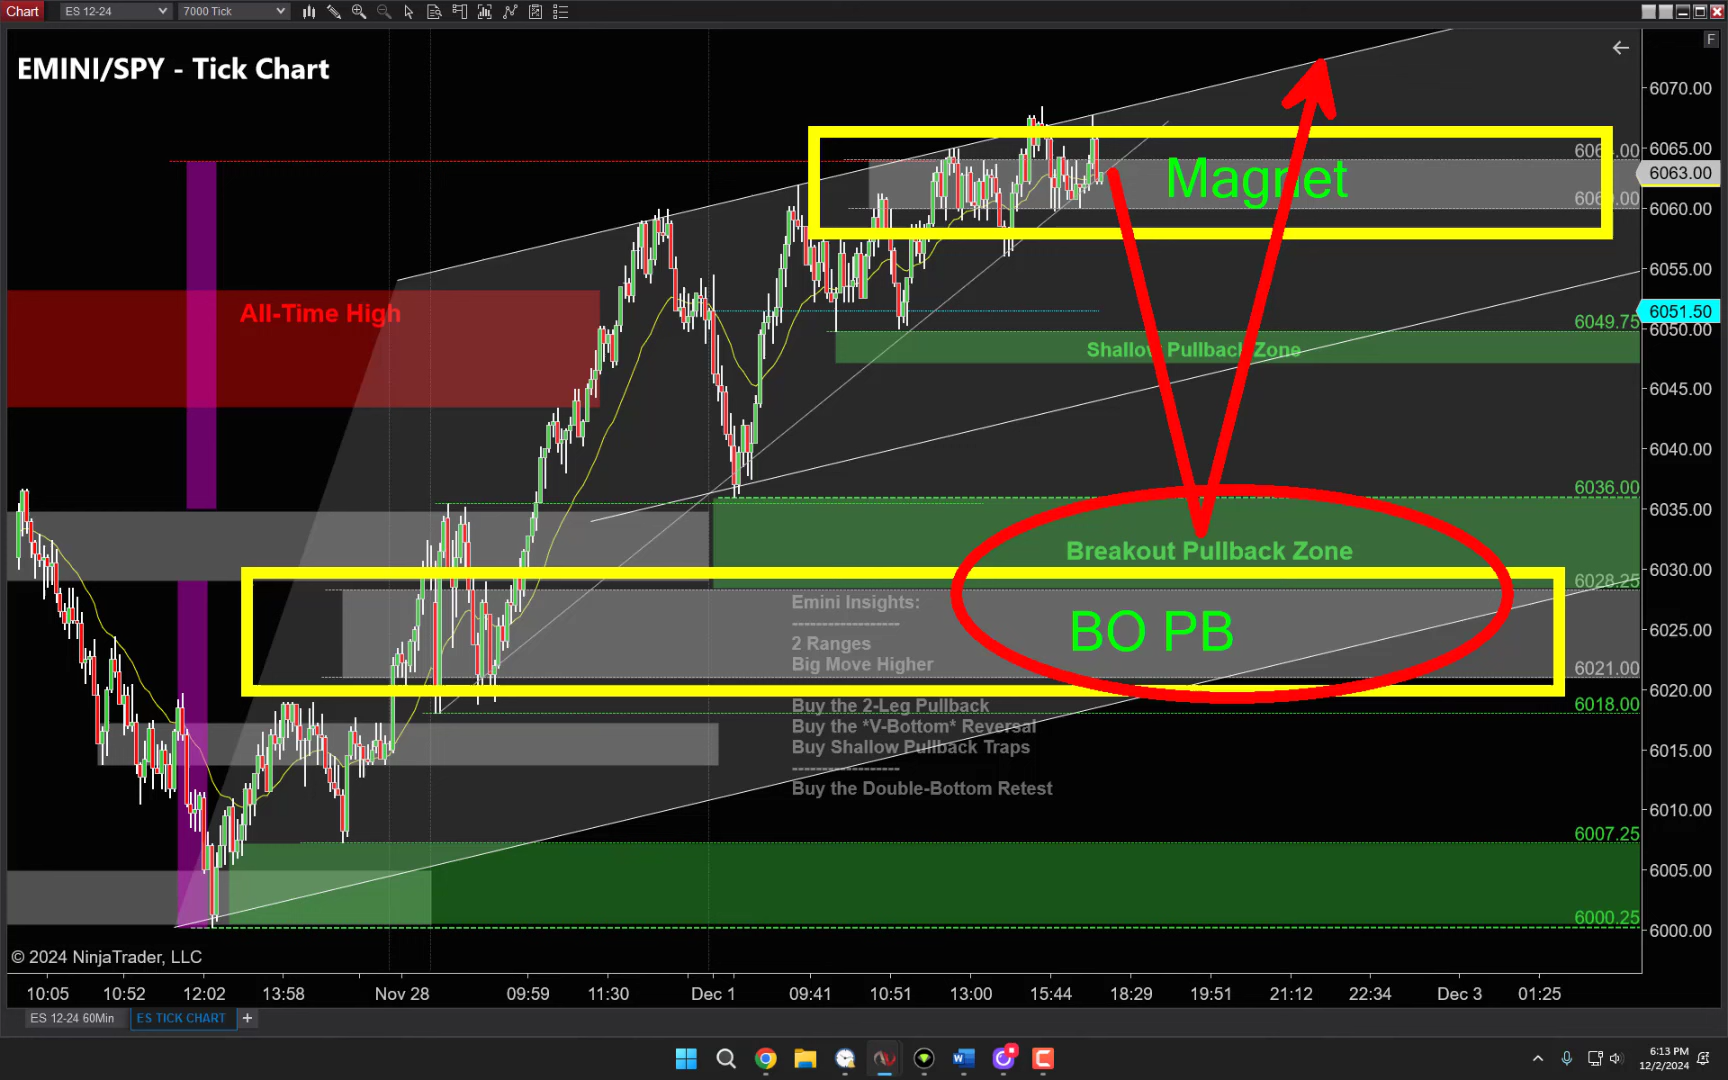 Chart
ES 12-24
7000 Tick
F
EMINI/SPY - Tick Chart
6070.00
6065.00
6063.00
Magnet
6060.00
6060.00
6055.00
All-Time High
6051.50
6049.75
6050.00
Shallow Pullback Zone
6045.00
6040.00
6036.00
6035.00
Breakout Pullback Zone
6030.00
6028.25
Emini Insights:
-------------------
2 Ranges
Big Move Higher
BO PB
6025.00
6021.00
6020.00
6018.00
Buy the 2-Leg Pullback
Buy the *V-Bottom* Reversal
Buy Shallow Pullback Traps
-------------------
Buy the Double-Bottom Retest
6015.00
6010.00
6007.25
6005.00
6000.25
6000.00
© 2024 NinjaTrader, LLC
10:05 10:52 12:02 13:58 Nov 28 09:59 11:30 Dec 1 09:41 10:51 13:00 15:44 18:29 19:51 21:12 22:34 Dec 3 01:25
ES 12-24 60Min ES TICK CHART +
6:13 PM
12/2/2024